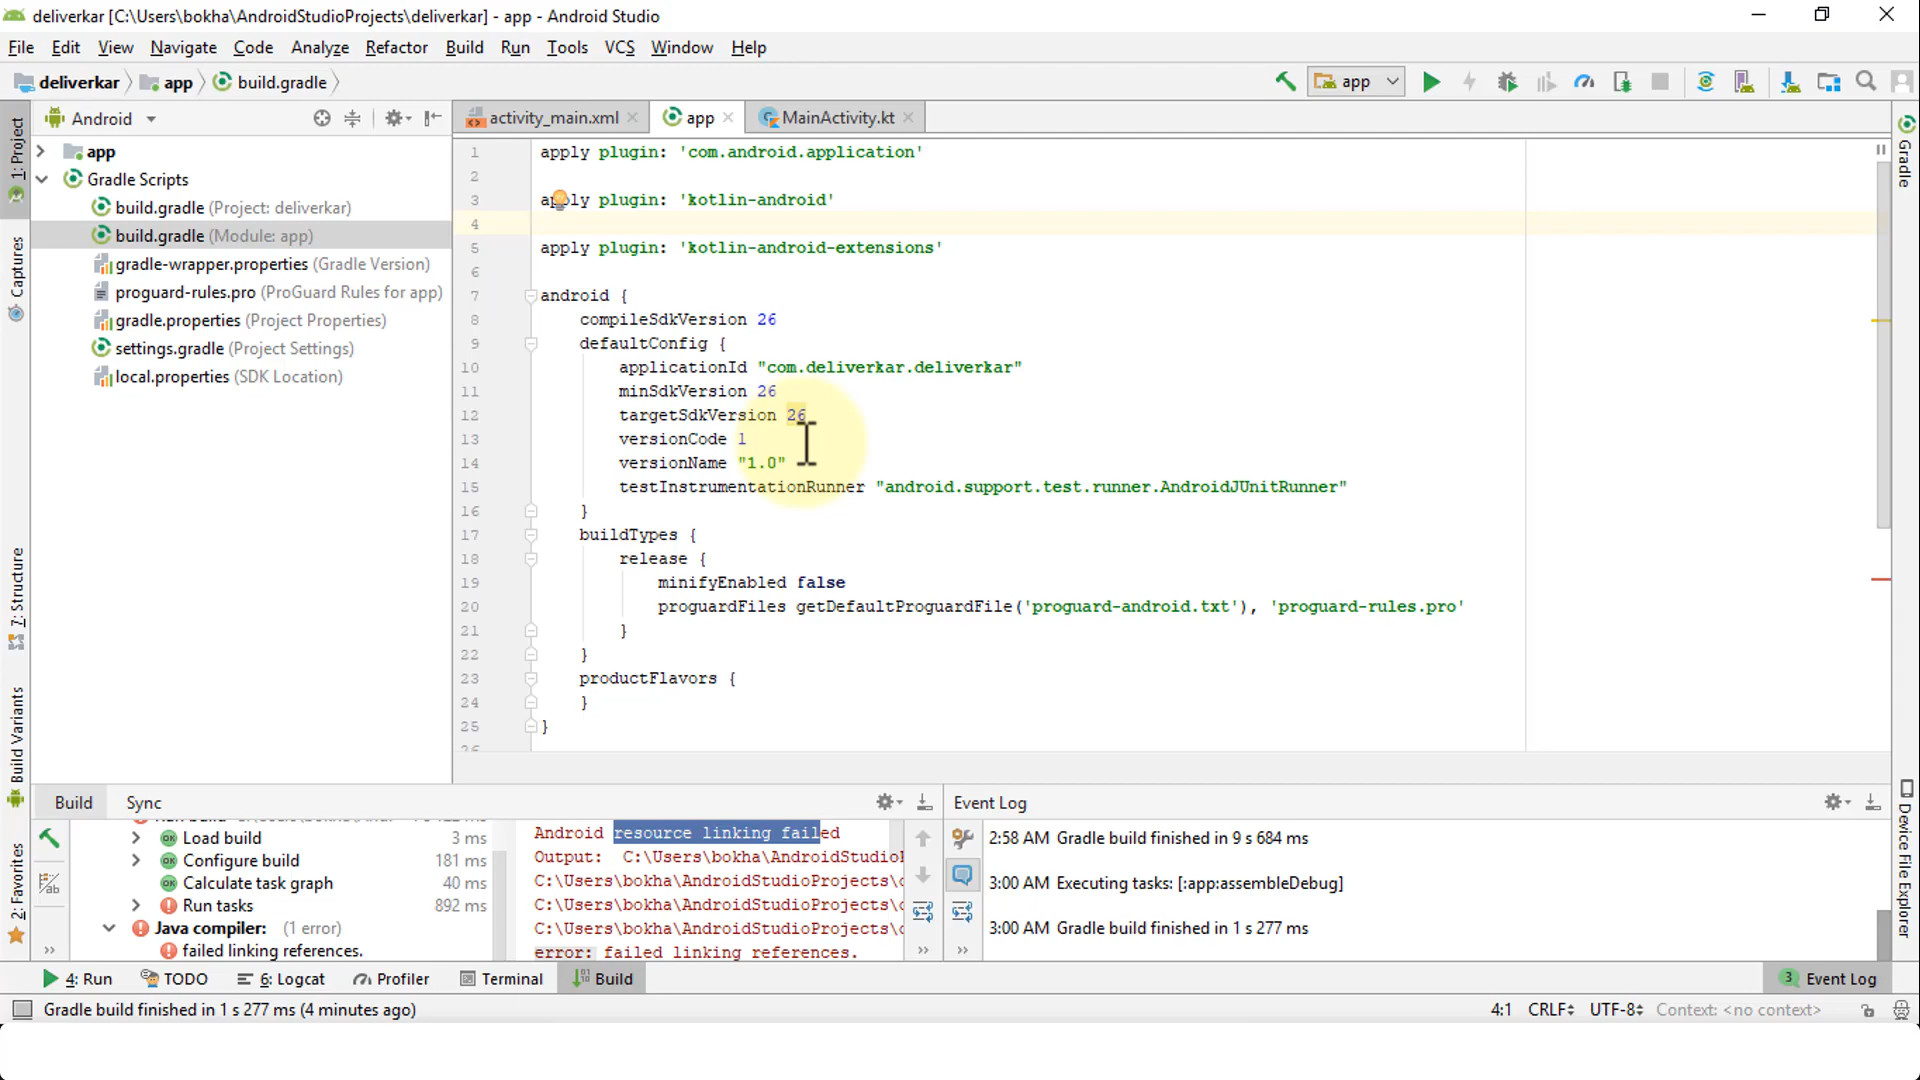 deliverkar [C:\Users\bokha\AndroidStudioProjects\deliverkar] - app - Android Studio
File Edit View Navigate Code Analyze Refactor Build Run Tools VCS Window Help
deliverkar app build.gradle
app
Android
activity_main.xml app MainActivity.kt
1: Project
Captures
7: Structure
Build Variants
2: Favorites
app
Gradle Scripts
build.gradle (Project: deliverkar)
build.gradle (Module: app)
gradle-wrapper.properties (Gradle Version)
proguard-rules.pro (ProGuard Rules for app)
gradle.properties (Project Properties)
settings.gradle (Project Settings)
local.properties (SDK Location)
1 apply plugin: 'com.android.application'
2
3 apply plugin: 'kotlin-android'
4
5 apply plugin: 'kotlin-android-extensions'
6
7 android {
8 compileSdkVersion 26
9 defaultConfig {
10 applicationId "com.deliverkar.deliverkar"
11 minSdkVersion 26
12 targetSdkVersion 26
13 versionCode 1
14 versionName "1.0"
15 testInstrumentationRunner "android.support.test.runner.AndroidJUnitRunner"
16 }
17 buildTypes {
18 release {
19 minifyEnabled false
20 proguardFiles getDefaultProguardFile('proguard-android.txt'), 'proguard-rules.pro'
21 }
22 }
23 productFlavors {
24 }
25 }
Gradle
Device File Explorer
Build Sync
Load build 3 ms
Configure build 181 ms
Calculate task graph 40 ms
Run tasks 892 ms
Java compiler: (1 error)
failed linking references.
Android resource linking failed
Output: C:\Users\bokha\AndroidStudio
C:\Users\bokha\AndroidStudioProjects\
C:\Users\bokha\AndroidStudioProjects\
C:\Users\bokha\AndroidStudioProjects\
error: failed linking references.
Event Log
2:58 AM Gradle build finished in 9 s 684 ms
3:00 AM Executing tasks: [:app:assembleDebug]
3:00 AM Gradle build finished in 1 s 277 ms
4: Run TODO 6: Logcat Profiler Terminal Build 3 Event Log
Gradle build finished in 1 s 277 ms (4 minutes ago) 4:1 CRLF UTF-8 Context: <no context>